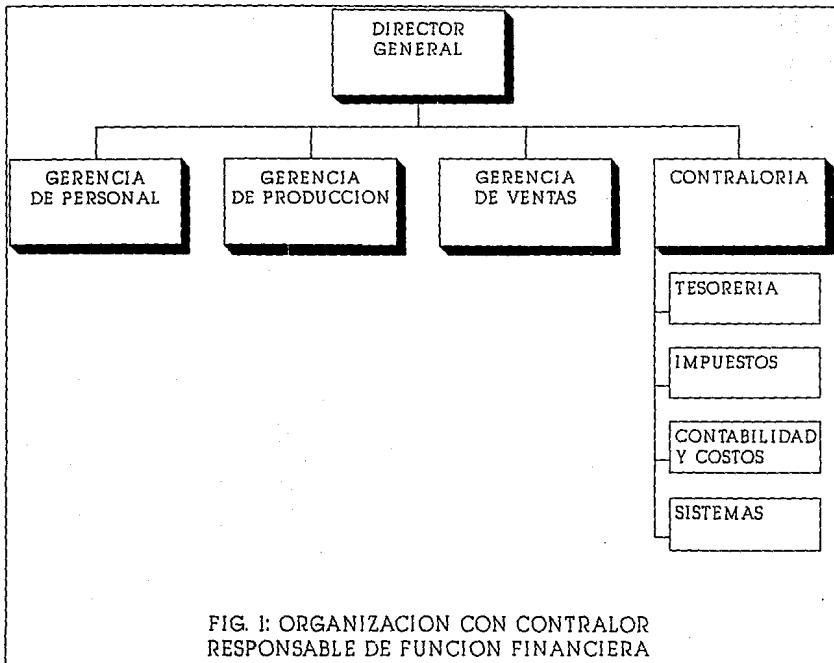 DIRECTOR
GENERAL
GERENCIA
DE PERSONAL
GERENCIA
DE PRODUCCION
GERENCIA
DE VENTAS
CONTRALORIA
TESORERIA
IMPUESTOS
CONTABILIDAD
Y COSTOS
SISTEMAS
FIG. 1: ORGANIZACION CON CONTRALOR
RESPONSABLE DE FUNCION FINANCIERA